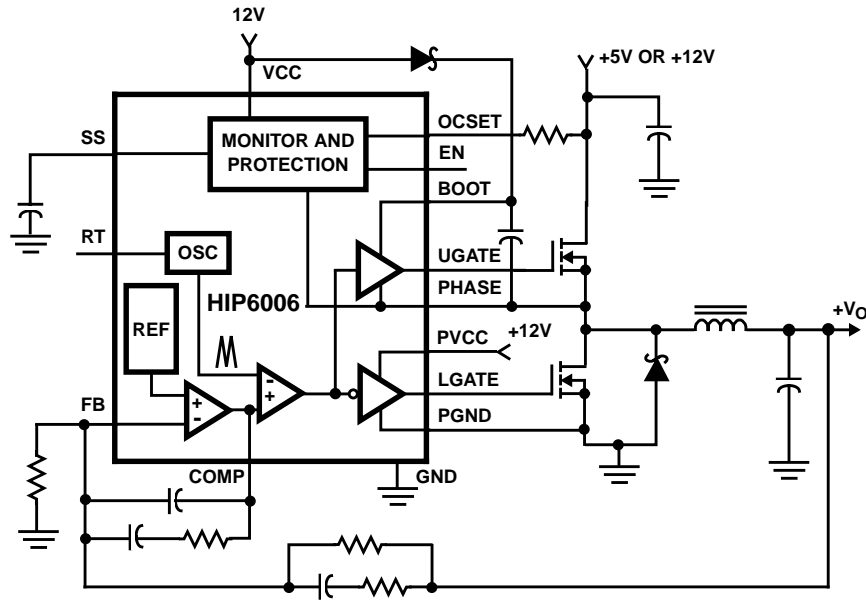 12V
VCC
+5V OR +12V
SS
MONITOR AND
PROTECTION
OCSET
EN
BOOT
RT
OSC
UGATE
HIP6006
PHASE
REF
+12V
+VO
PVCC
LGATE
FB
+
-
-
+
PGND
COMP
GND